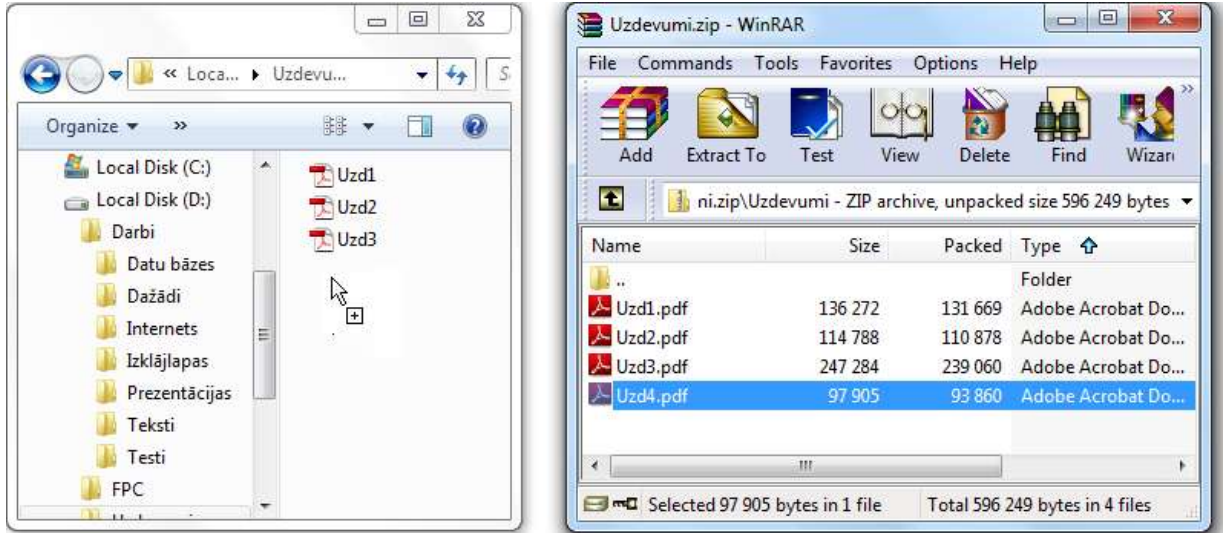 « Loca... ▸ Uzdevu...
Organize ▾ »
Local Disk (C:)
Local Disk (D:)
Darbi
Datu bāzes
Dažādi
Internets
Izklājlapas
Prezentācijas
Teksti
Testi
FPC
Uzd1
Uzd2
Uzd3
Uzdevumi.zip - WinRAR
File Commands Tools Favorites Options Help
Add Extract To Test View Delete Find Wizar
ni.zip\Uzdevumi - ZIP archive, unpacked size 596 249 bytes
Name Size Packed Type
.. Folder
Uzd1.pdf 136 272 131 669 Adobe Acrobat Do...
Uzd2.pdf 114 788 110 878 Adobe Acrobat Do...
Uzd3.pdf 247 284 239 060 Adobe Acrobat Do...
Uzd4.pdf 97 905 93 860 Adobe Acrobat Do...
Selected 97 905 bytes in 1 file Total 596 249 bytes in 4 files